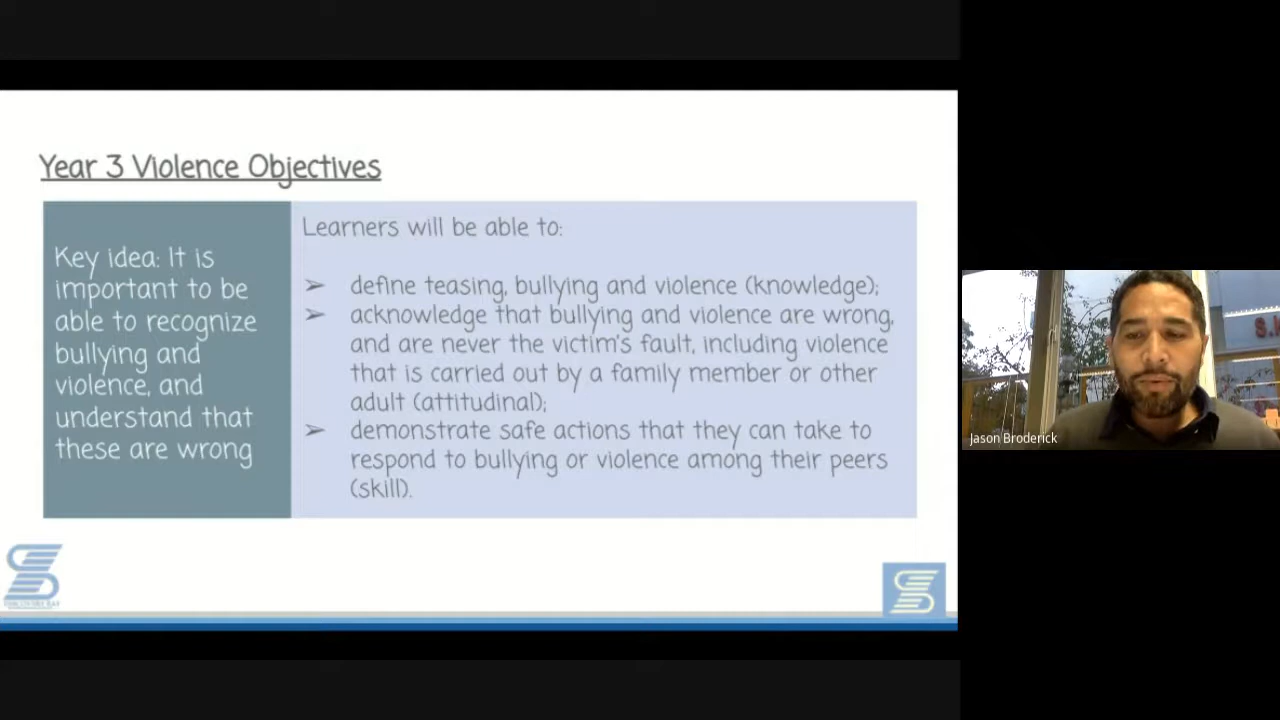 Year 3 Violence Objectives
Key idea: It is
important to be
able to recognize
bullying and
violence, and
understand that
these are wrong
Learners will be able to:
➢ define teasing, bullying and violence (knowledge);
➢ acknowledge that bullying and violence are wrong,
and are never the victim's fault, including violence
that is carried out by a family member or other
adult (attitudinal);
➢ demonstrate safe actions that they can take to
respond to bullying or violence among their peers
(skill).
Jason Broderick